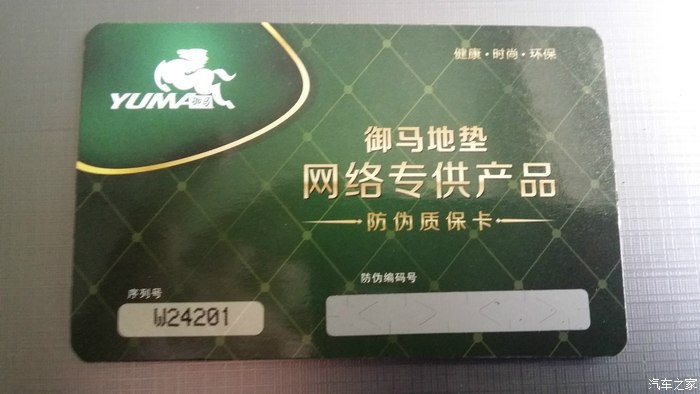 健康·时尚·环保
YUMA御马
御马地垫
网络专供产品
防伪质保卡
序列号
防伪编码号
W24201
汽车之家